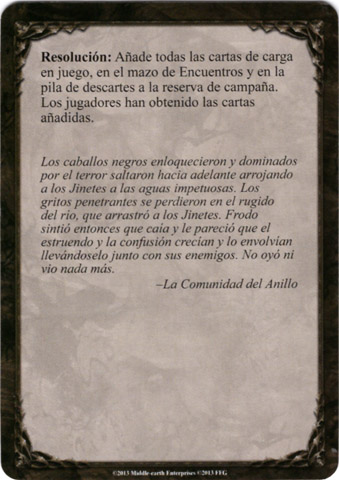 Resolución: Añade todas las cartas de carga
en juego, en el mazo de Encuentros y en la
pila de descartes a la reserva de campaña.
Los jugadores han obtenido las cartas
añadidas.
Los caballos negros enloquecieron y dominados
por el terror saltaron hacia adelante arrojando
a los Jinetes a las aguas impetuosas. Los
gritos penetrantes se perdieron en el rugido
del río, que arrastró a los Jinetes. Frodo
sintió entonces que caía y le pareció que el
estruendo y la confusión crecían y lo envolvían
llevándoselo junto con sus enemigos. No oyó ni
vio nada más.
–La Comunidad del Anillo
©2013 Middle-earth Enterprises ©2013 FFG